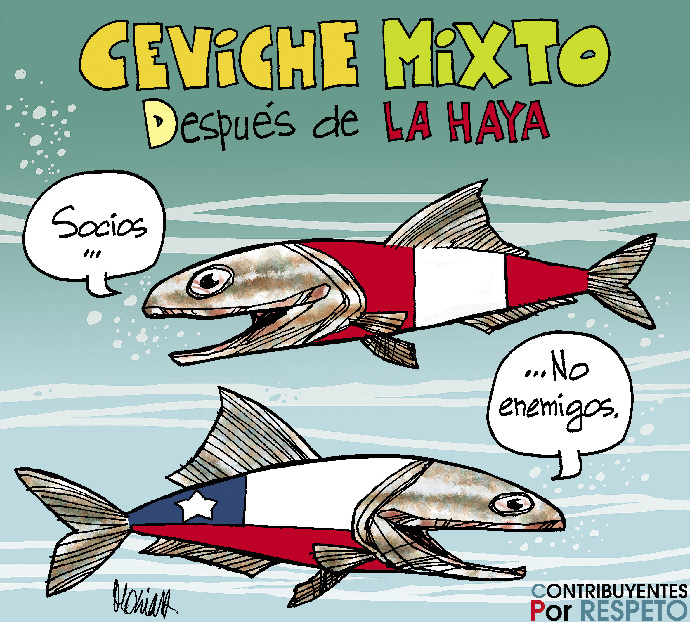 CEViCHE MiXTO
Después de LA HAYA
Socios
...
...No
enemigos.
CONTRIBUYENTES
Por RESPETO